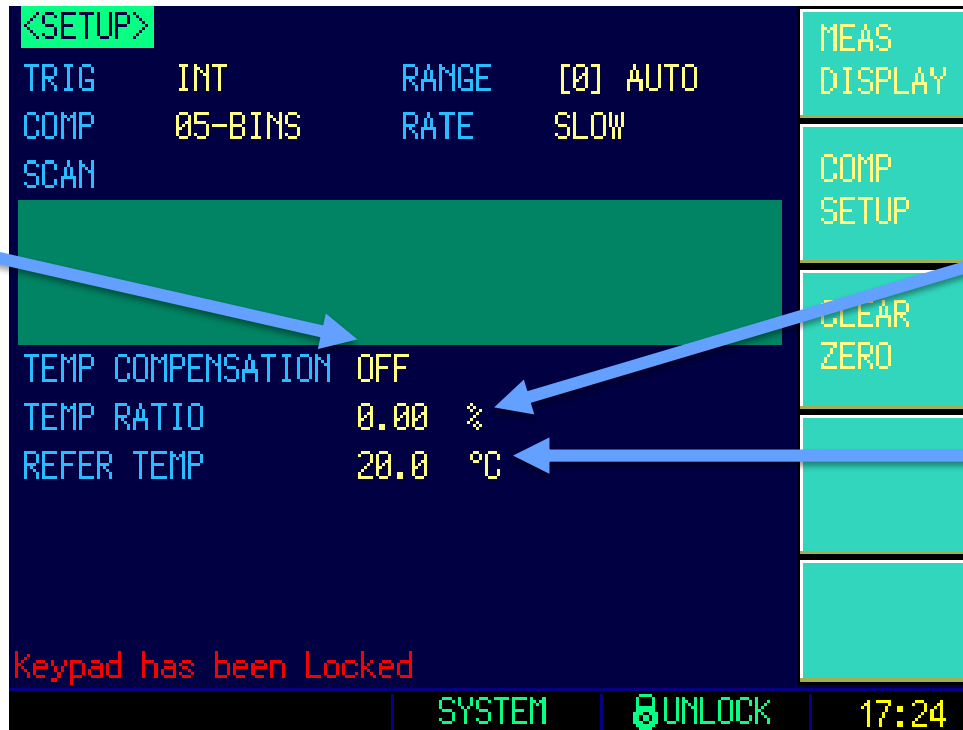 <SETUP>
TRIG INT RANGE [0] AUTO
COMP 05-BINS RATE SLOW
SCAN
TEMP COMPENSATION OFF
TEMP RATIO 0.00 %
REFER TEMP 20.0 °C
Keypad has been Locked
MEAS
DISPLAY
COMP
SETUP
CLEAR
ZERO
SYSTEM UNLOCK 17:24